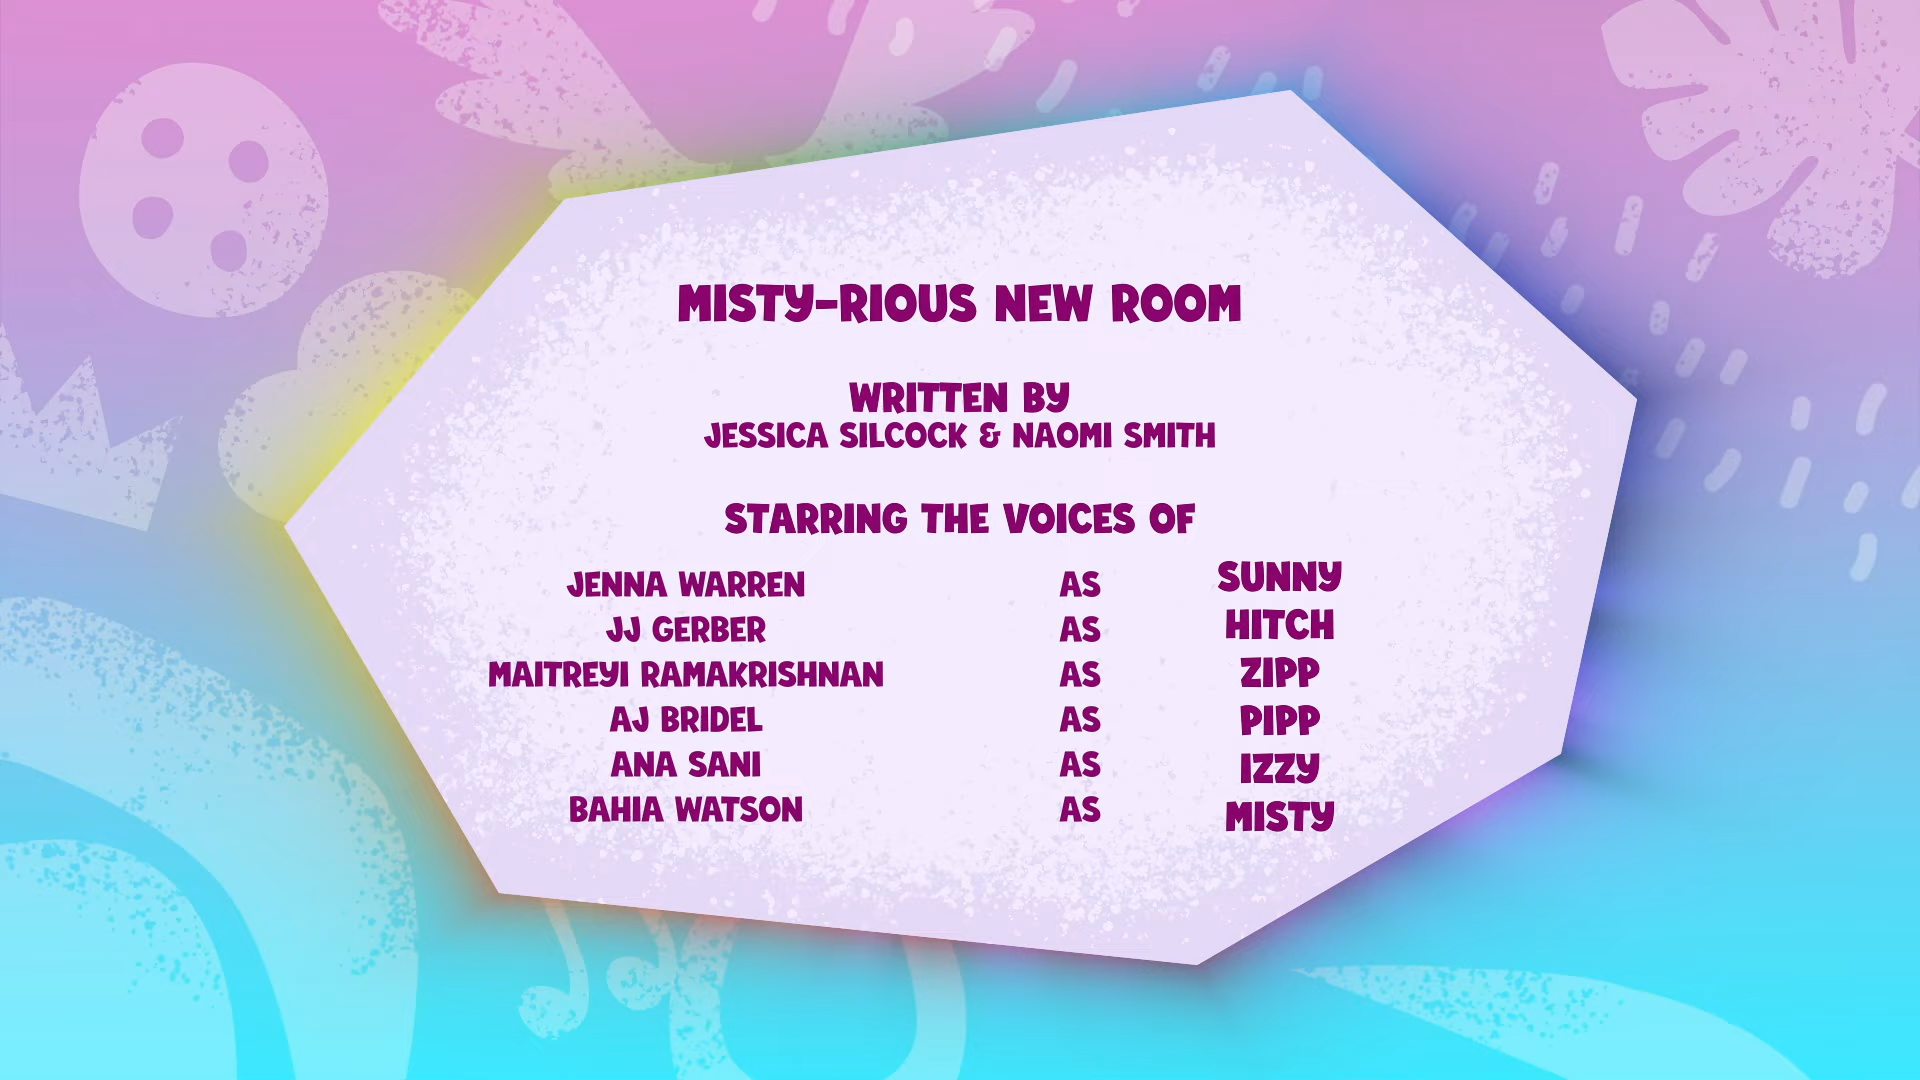 MISTY-RIOUS NEW ROOM
WRITTEN BY
JESSICA SILCOCK & NAOMI SMITH
STARRING THE VOICES OF
JENNA WARREN AS SUNNY
JJ GERBER AS HITCH
MAITREYI RAMAKRISHNAN AS ZIPP
AJ BRIDEL AS PIPP
ANA SANI AS IZZY
BAHIA WATSON AS MISTY